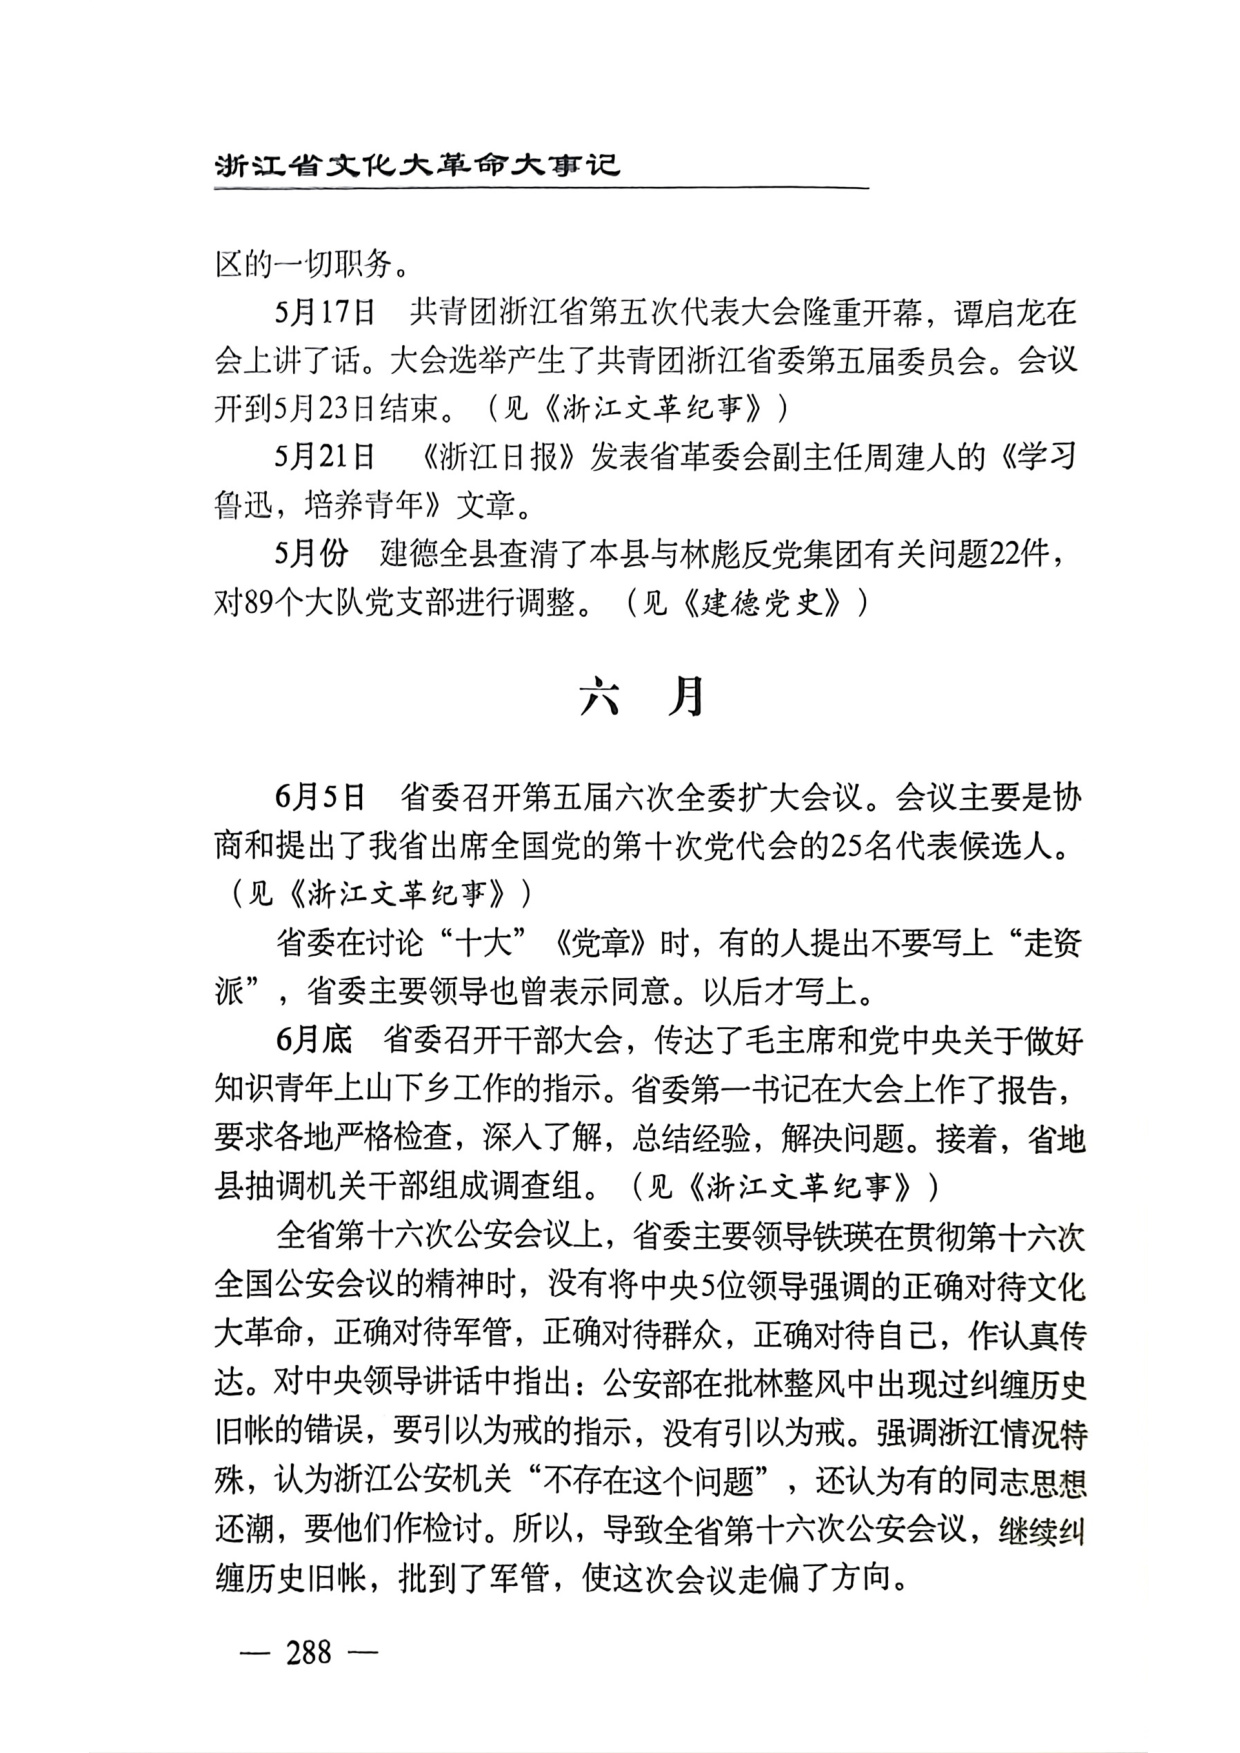 浙江省文化大革命大事记
区的一切职务。
5月17日　共青团浙江省第五次代表大会隆重开幕，谭启龙在
会上讲了话。大会选举产生了共青团浙江省委第五届委员会。会议
开到5月23日结束。（见《浙江文革纪事》）
5月21日　《浙江日报》发表省革委会副主任周建人的《学习
鲁迅，培养青年》文章。
5月份　建德全县查清了本县与林彪反党集团有关问题22件，
对89个大队党支部进行调整。（见《建德党史》）
六　月
6月5日　省委召开第五届六次全委扩大会议。会议主要是协
商和提出了我省出席全国党的第十次党代会的25名代表候选人。
（见《浙江文革纪事》）
省委在讨论“十大”《党章》时，有的人提出不要写上“走资
派”，省委主要领导也曾表示同意。以后才写上。
6月底　省委召开干部大会，传达了毛主席和党中央关于做好
知识青年上山下乡工作的指示。省委第一书记在大会上作了报告，
要求各地严格检查，深入了解，总结经验，解决问题。接着，省地
县抽调机关干部组成调查组。（见《浙江文革纪事》）
全省第十六次公安会议上，省委主要领导铁瑛在贯彻第十六次
全国公安会议的精神时，没有将中央5位领导强调的正确对待文化
大革命，正确对待军管，正确对待群众，正确对待自己，作认真传
达。对中央领导讲话中指出：公安部在批林整风中出现过纠缠历史
旧帐的错误，要引以为戒的指示，没有引以为戒。强调浙江情况特
殊，认为浙江公安机关“不存在这个问题”，还认为有的同志思想
还潮，要他们作检讨。所以，导致全省第十六次公安会议，继续纠
缠历史旧帐，批到了军管，使这次会议走偏了方向。
— 288 —